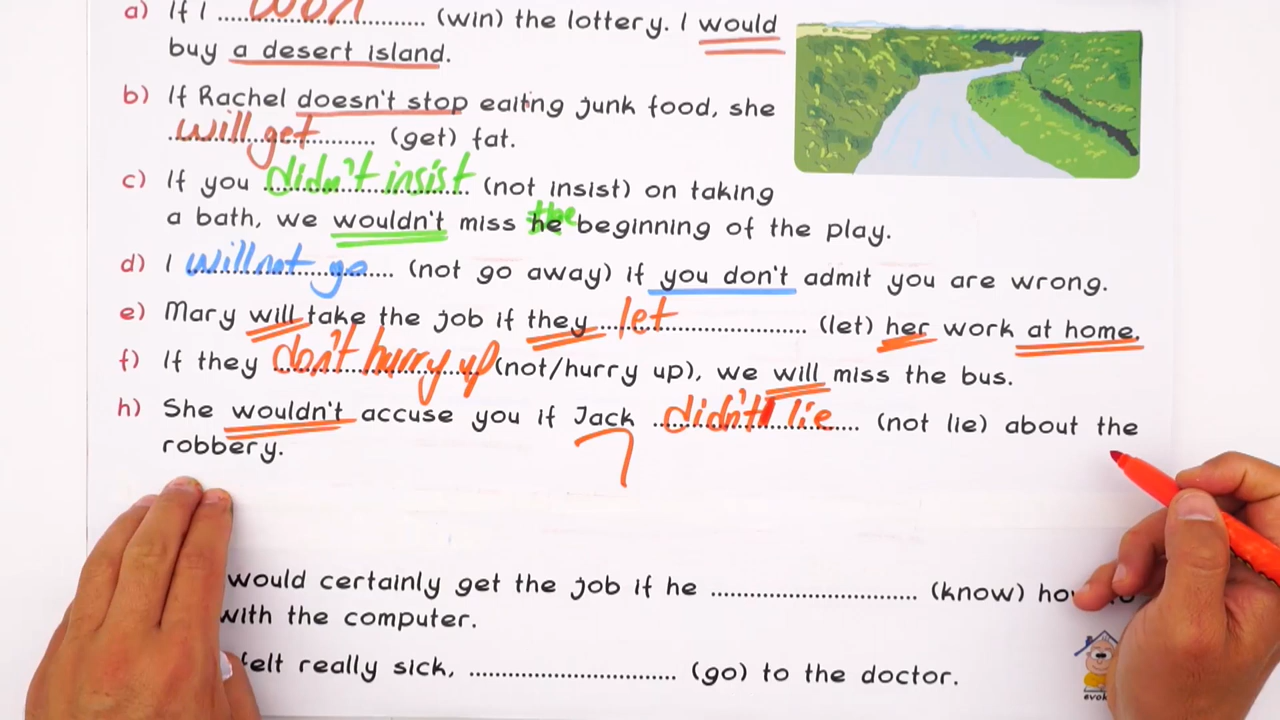 a) If I won .............................. (win) the lottery. I would
buy a desert island.
b) If Rachel doesn't stop eating junk food, she
will get .............................. (get) fat.
c) If you didn't insist .............................. (not insist) on taking
a bath, we wouldn't miss the beginning of the play.
d) I will not go .............................. (not go away) if you don't admit you are wrong.
e) Mary will take the job if they let .............................. (let) her work at home.
f) If they don't hurry up .............................. (not/hurry up), we will miss the bus.
h) She wouldn't accuse you if Jack didn't lie .............................. (not lie) about the
robbery.
would certainly get the job if he .............................. (know)
with the computer.
felt really sick, .............................. (go) to the doctor.